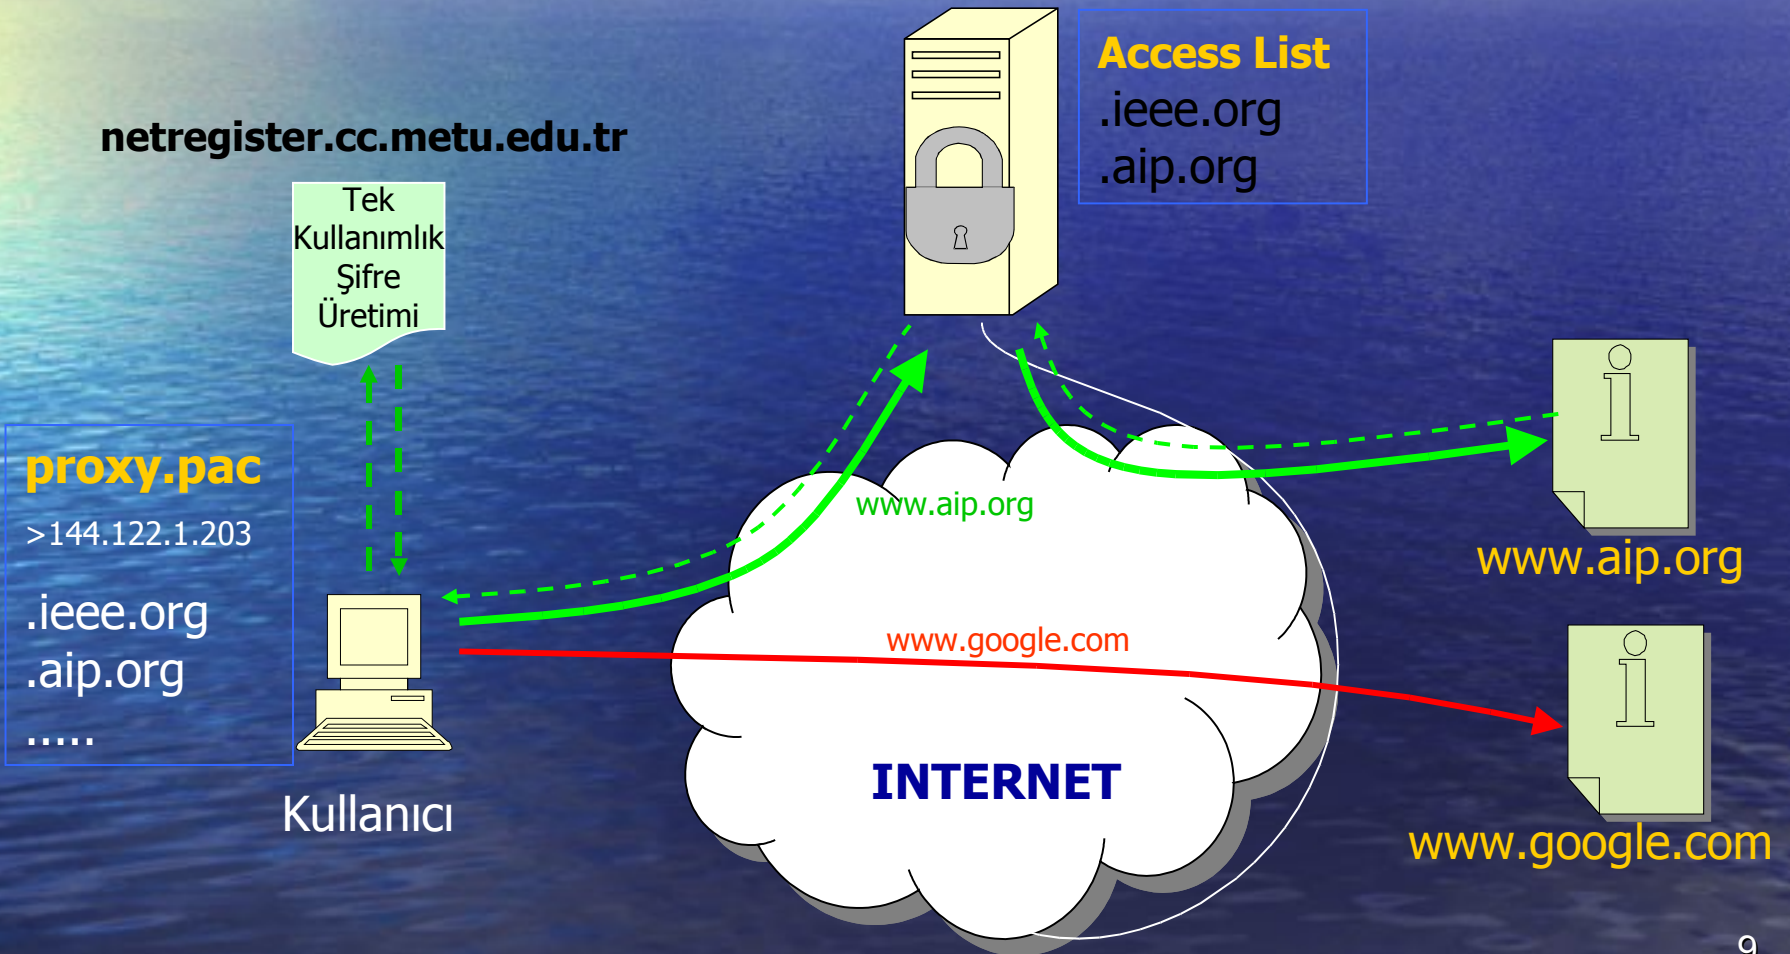 Access List
.ieee.org
.aip.org
netregister.cc.metu.edu.tr
Tek
Kullanımlık
Şifre
Üretimi
proxy.pac
>144.122.1.203
.ieee.org
.aip.org
.....
Kullanıcı
www.aip.org
www.google.com
INTERNET
www.aip.org
www.google.com
9